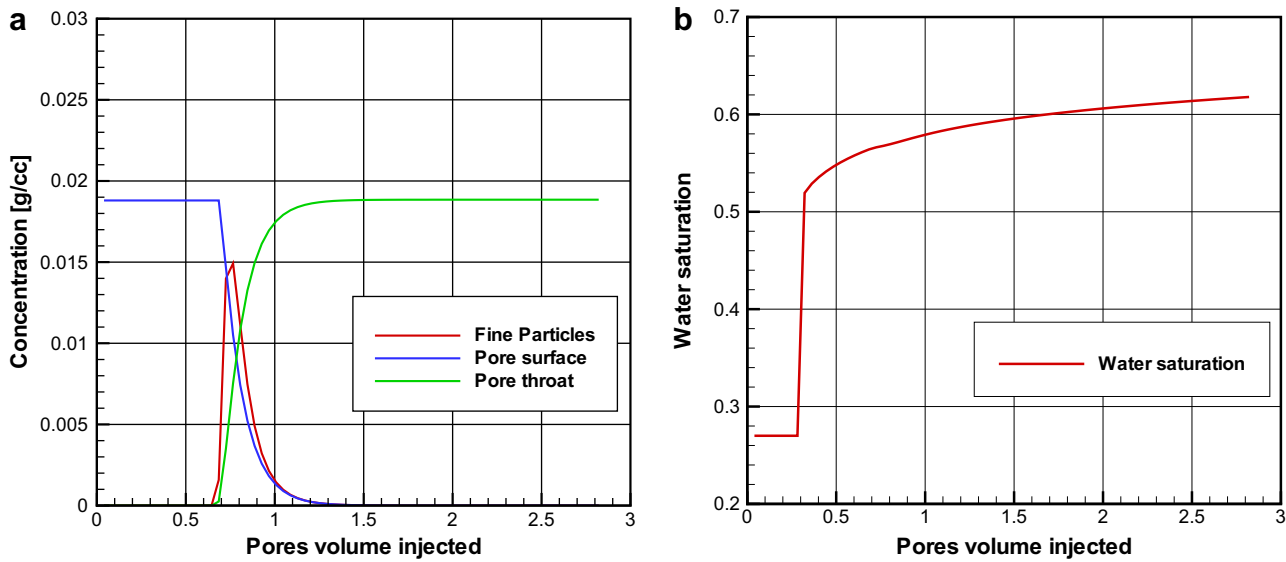 a
Concentration [g/cc]
0.03
0.025
0.02
0.015
0.01
0.005
0
Fine Particles
Pore surface
Pore throat
0 0.5 1 1.5 2 2.5 3
Pores volume injected
b
Water saturation
0.7
0.6
0.5
0.4
0.3
0.2
Water saturation
0 0.5 1 1.5 2 2.5 3
Pores volume injected